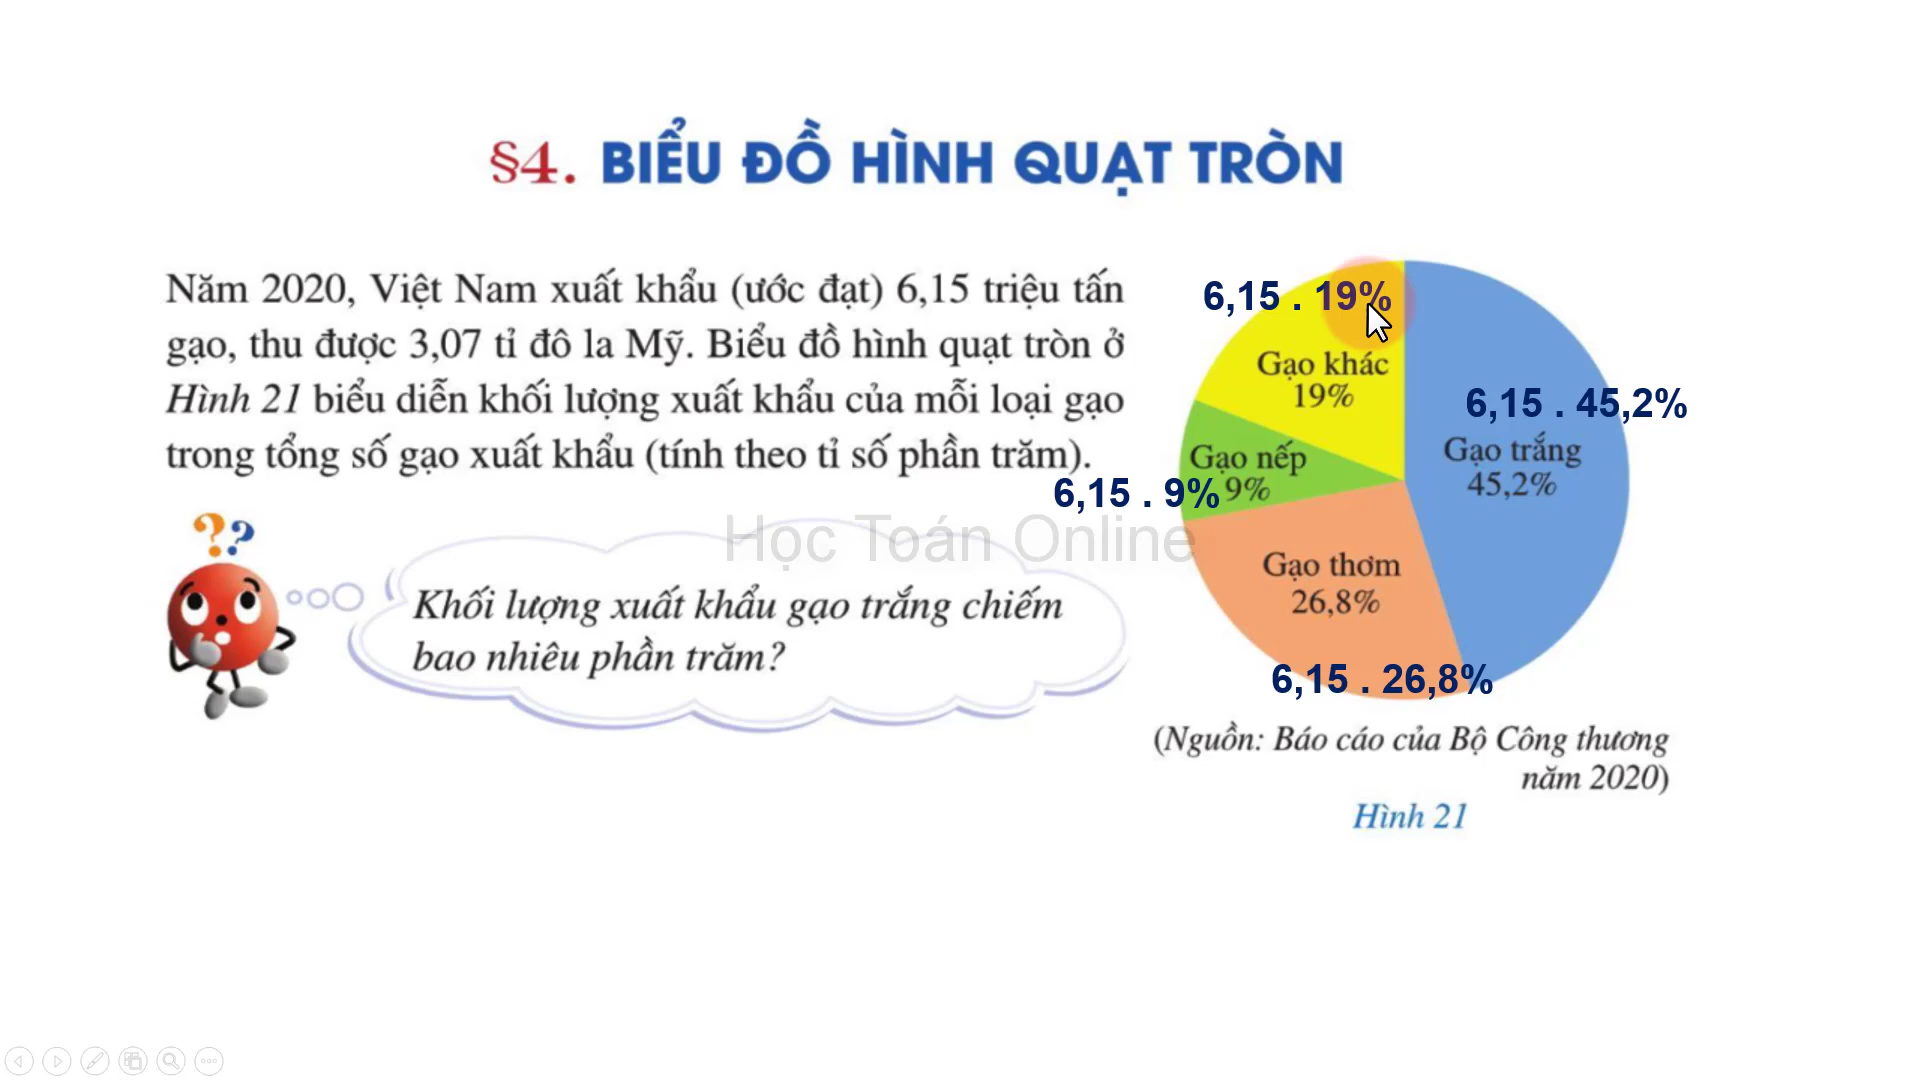 §4. BIỂU ĐỒ HÌNH QUẠT TRÒN
Năm 2020, Việt Nam xuất khẩu (ước đạt) 6,15 triệu tấn
gạo, thu được 3,07 tỉ đô la Mỹ. Biểu đồ hình quạt tròn ở
Hình 21 biểu diễn khối lượng xuất khẩu của mỗi loại gạo
trong tổng số gạo xuất khẩu (tính theo tỉ số phần trăm).
??
Khối lượng xuất khẩu gạo trắng chiếm
bao nhiêu phần trăm?
Học Toán Online
6,15 . 19%
Gạo khác
19%
6,15 . 45,2%
Gạo trắng
45,2%
Gạo nếp
9%
6,15 . 9%
Gạo thơm
26,8%
6,15 . 26,8%
(Nguồn: Báo cáo của Bộ Công thương
năm 2020)
Hình 21